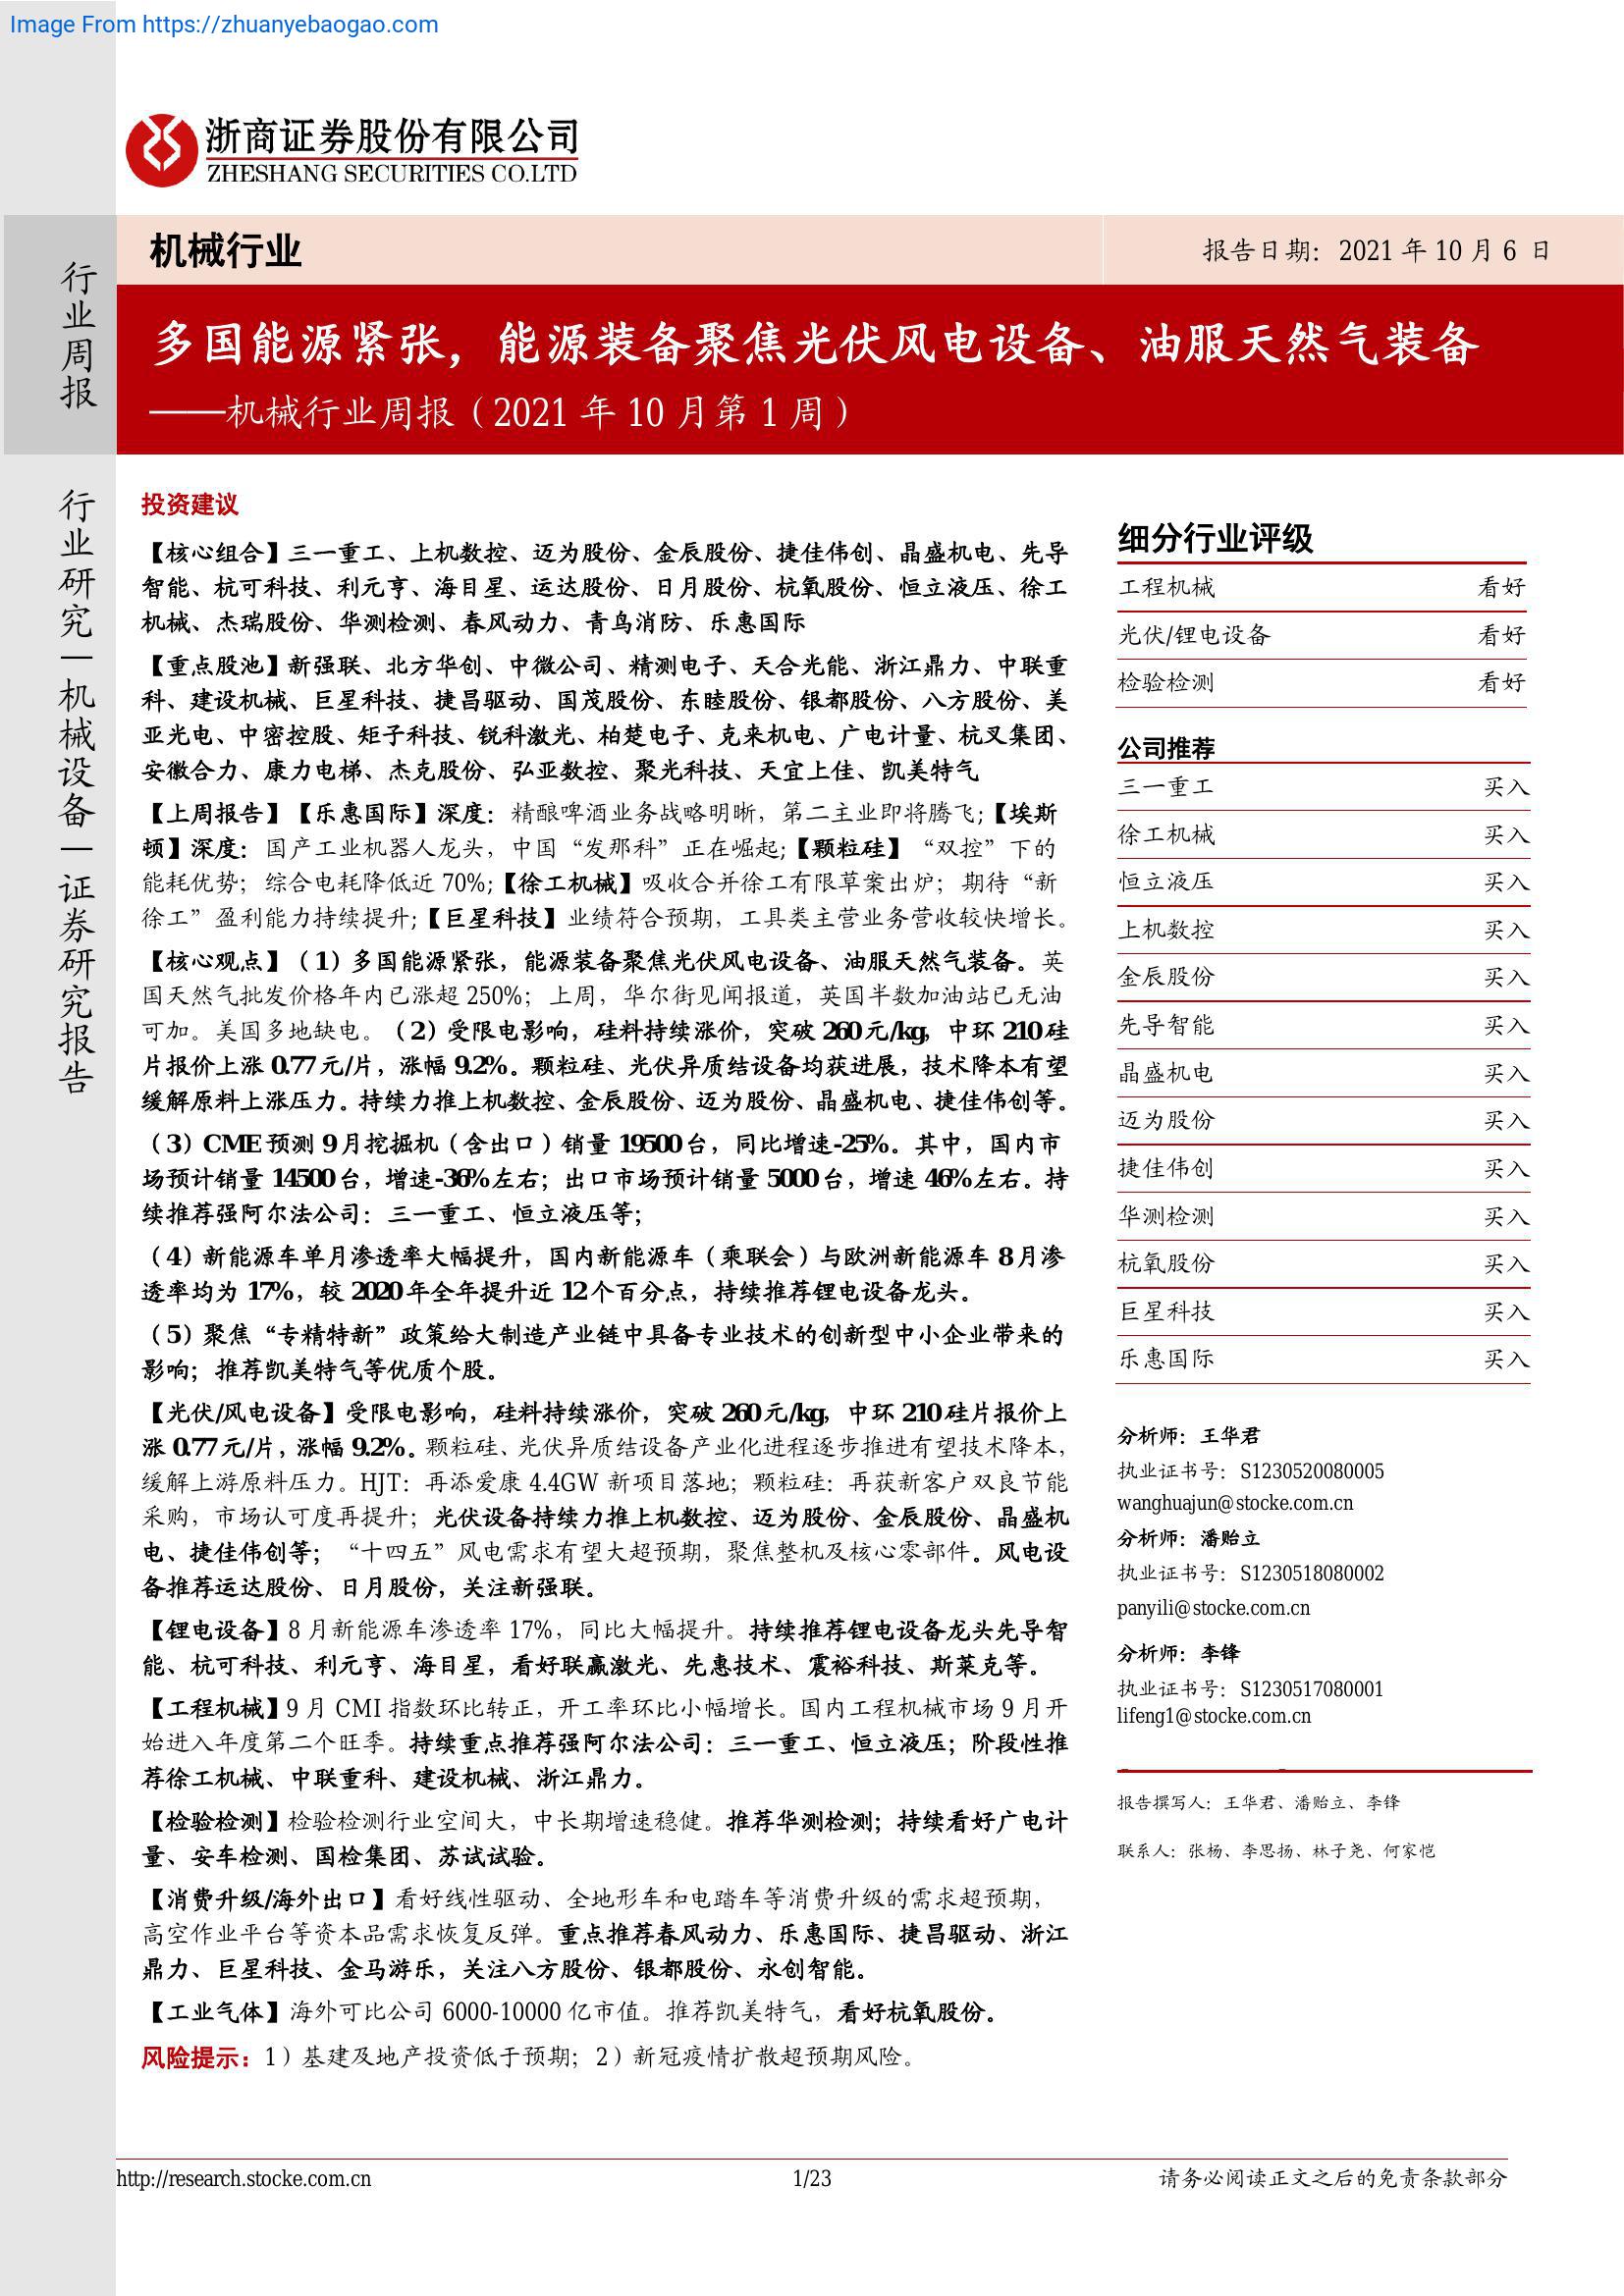 Image From https://zhuanyebaogao.com
浙商证券股份有限公司
ZHESHANG SECURITIES CO.LTD
行业周报
行业研究—机械设备—证券研究报告
机械行业
报告日期：2021 年 10 月 6 日
多国能源紧张，能源装备聚焦光伏风电设备、油服天然气装备
——机械行业周报（2021 年 10 月第 1 周）
投资建议
【核心组合】三一重工、上机数控、迈为股份、金辰股份、捷佳伟创、晶盛机电、先导
智能、杭可科技、利元亨、海目星、运达股份、日月股份、杭氧股份、恒立液压、徐工
机械、杰瑞股份、华测检测、春风动力、青鸟消防、乐惠国际
【重点股池】新强联、北方华创、中微公司、精测电子、天合光能、浙江鼎力、中联重
科、建设机械、巨星科技、捷昌驱动、国茂股份、东睦股份、银都股份、八方股份、美
亚光电、中密控股、矩子科技、锐科激光、柏楚电子、克来机电、广电计量、杭叉集团、
安徽合力、康力电梯、杰克股份、弘亚数控、聚光科技、天宜上佳、凯美特气
【上周报告】【乐惠国际】深度：精酿啤酒业务战略明晰，第二主业即将腾飞;【埃斯
顿】深度：国产工业机器人龙头，中国“发那科”正在崛起;【颗粒硅】“双控”下的
能耗优势；综合电耗降低近 70%;【徐工机械】吸收合并徐工有限草案出炉；期待“新
徐工”盈利能力持续提升;【巨星科技】业绩符合预期，工具类主营业务营收较快增长。
【核心观点】（1）多国能源紧张，能源装备聚焦光伏风电设备、油服天然气装备。英
国天然气批发价格年内已涨超 250%；上周，华尔街见闻报道，英国半数加油站已无油
可加。美国多地缺电。（2）受限电影响，硅料持续涨价，突破 260 元/kg，中环 210 硅
片报价上涨 0.77 元/片，涨幅 9.2%。颗粒硅、光伏异质结设备均获进展，技术降本有望
缓解原料上涨压力。持续力推上机数控、金辰股份、迈为股份、晶盛机电、捷佳伟创等。
（3）CME 预测 9 月挖掘机（含出口）销量 19500 台，同比增速-25%。其中，国内市
场预计销量 14500 台，增速-36%左右；出口市场预计销量 5000 台，增速 46%左右。持
续推荐强阿尔法公司：三一重工、恒立液压等；
（4）新能源车单月渗透率大幅提升，国内新能源车（乘联会）与欧洲新能源车 8 月渗
透率均为 17%，较 2020 年全年提升近 12 个百分点，持续推荐锂电设备龙头。
（5）聚焦“专精特新”政策给大制造产业链中具备专业技术的创新型中小企业带来的
影响；推荐凯美特气等优质个股。
【光伏/风电设备】受限电影响，硅料持续涨价，突破 260 元/kg，中环 210 硅片报价上
涨 0.77 元/片，涨幅 9.2%。颗粒硅、光伏异质结设备产业化进程逐步推进有望技术降本，
缓解上游原料压力。HJT：再添爱康 4.4GW 新项目落地；颗粒硅：再获新客户双良节能
采购，市场认可度再提升；光伏设备持续力推上机数控、迈为股份、金辰股份、晶盛机
电、捷佳伟创等；“十四五”风电需求有望大超预期，聚焦整机及核心零部件。风电设
备推荐运达股份、日月股份，关注新强联。
【锂电设备】8 月新能源车渗透率 17%，同比大幅提升。持续推荐锂电设备龙头先导智
能、杭可科技、利元亨、海目星，看好联赢激光、先惠技术、震裕科技、斯莱克等。
【工程机械】9 月 CMI 指数环比转正，开工率环比小幅增长。国内工程机械市场 9 月开
始进入年度第二个旺季。持续重点推荐强阿尔法公司：三一重工、恒立液压；阶段性推
荐徐工机械、中联重科、建设机械、浙江鼎力。
【检验检测】检验检测行业空间大，中长期增速稳健。推荐华测检测；持续看好广电计
量、安车检测、国检集团、苏试试验。
【消费升级/海外出口】看好线性驱动、全地形车和电踏车等消费升级的需求超预期，
高空作业平台等资本品需求恢复反弹。重点推荐春风动力、乐惠国际、捷昌驱动、浙江
鼎力、巨星科技、金马游乐，关注八方股份、银都股份、永创智能。
【工业气体】海外可比公司 6000-10000 亿市值。推荐凯美特气，看好杭氧股份。
风险提示：1）基建及地产投资低于预期；2）新冠疫情扩散超预期风险。
细分行业评级
工程机械 看好
光伏/锂电设备 看好
检验检测 看好
公司推荐
三一重工 买入
徐工机械 买入
恒立液压 买入
上机数控 买入
金辰股份 买入
先导智能 买入
晶盛机电 买入
迈为股份 买入
捷佳伟创 买入
华测检测 买入
杭氧股份 买入
巨星科技 买入
乐惠国际 买入
分析师：王华君
执业证书号：S1230520080005
wanghuajun@stocke.com.cn
分析师：潘贻立
执业证书号：S1230518080002
panyili@stocke.com.cn
分析师：李锋
执业证书号：S1230517080001
lifeng1@stocke.com.cn
报告撰写人：王华君、潘贻立、李锋
联系人：张杨、李思扬、林子尧、何家恺
http://research.stocke.com.cn
1/23
请务必阅读正文之后的免责条款部分